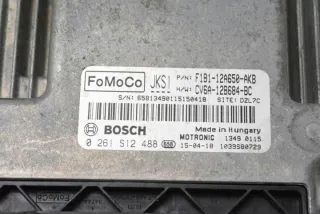 FoMoCo JKS1 P/N: F1B1-12A650-AKB
H/W: CV6A-12B684-BC
S/N: 65813490115150418 SITE: DZL7C
BOSCH Made in Hungary
MOTRONIC 1349.0115
0 261 S12 488 15-04-18 1039S80729